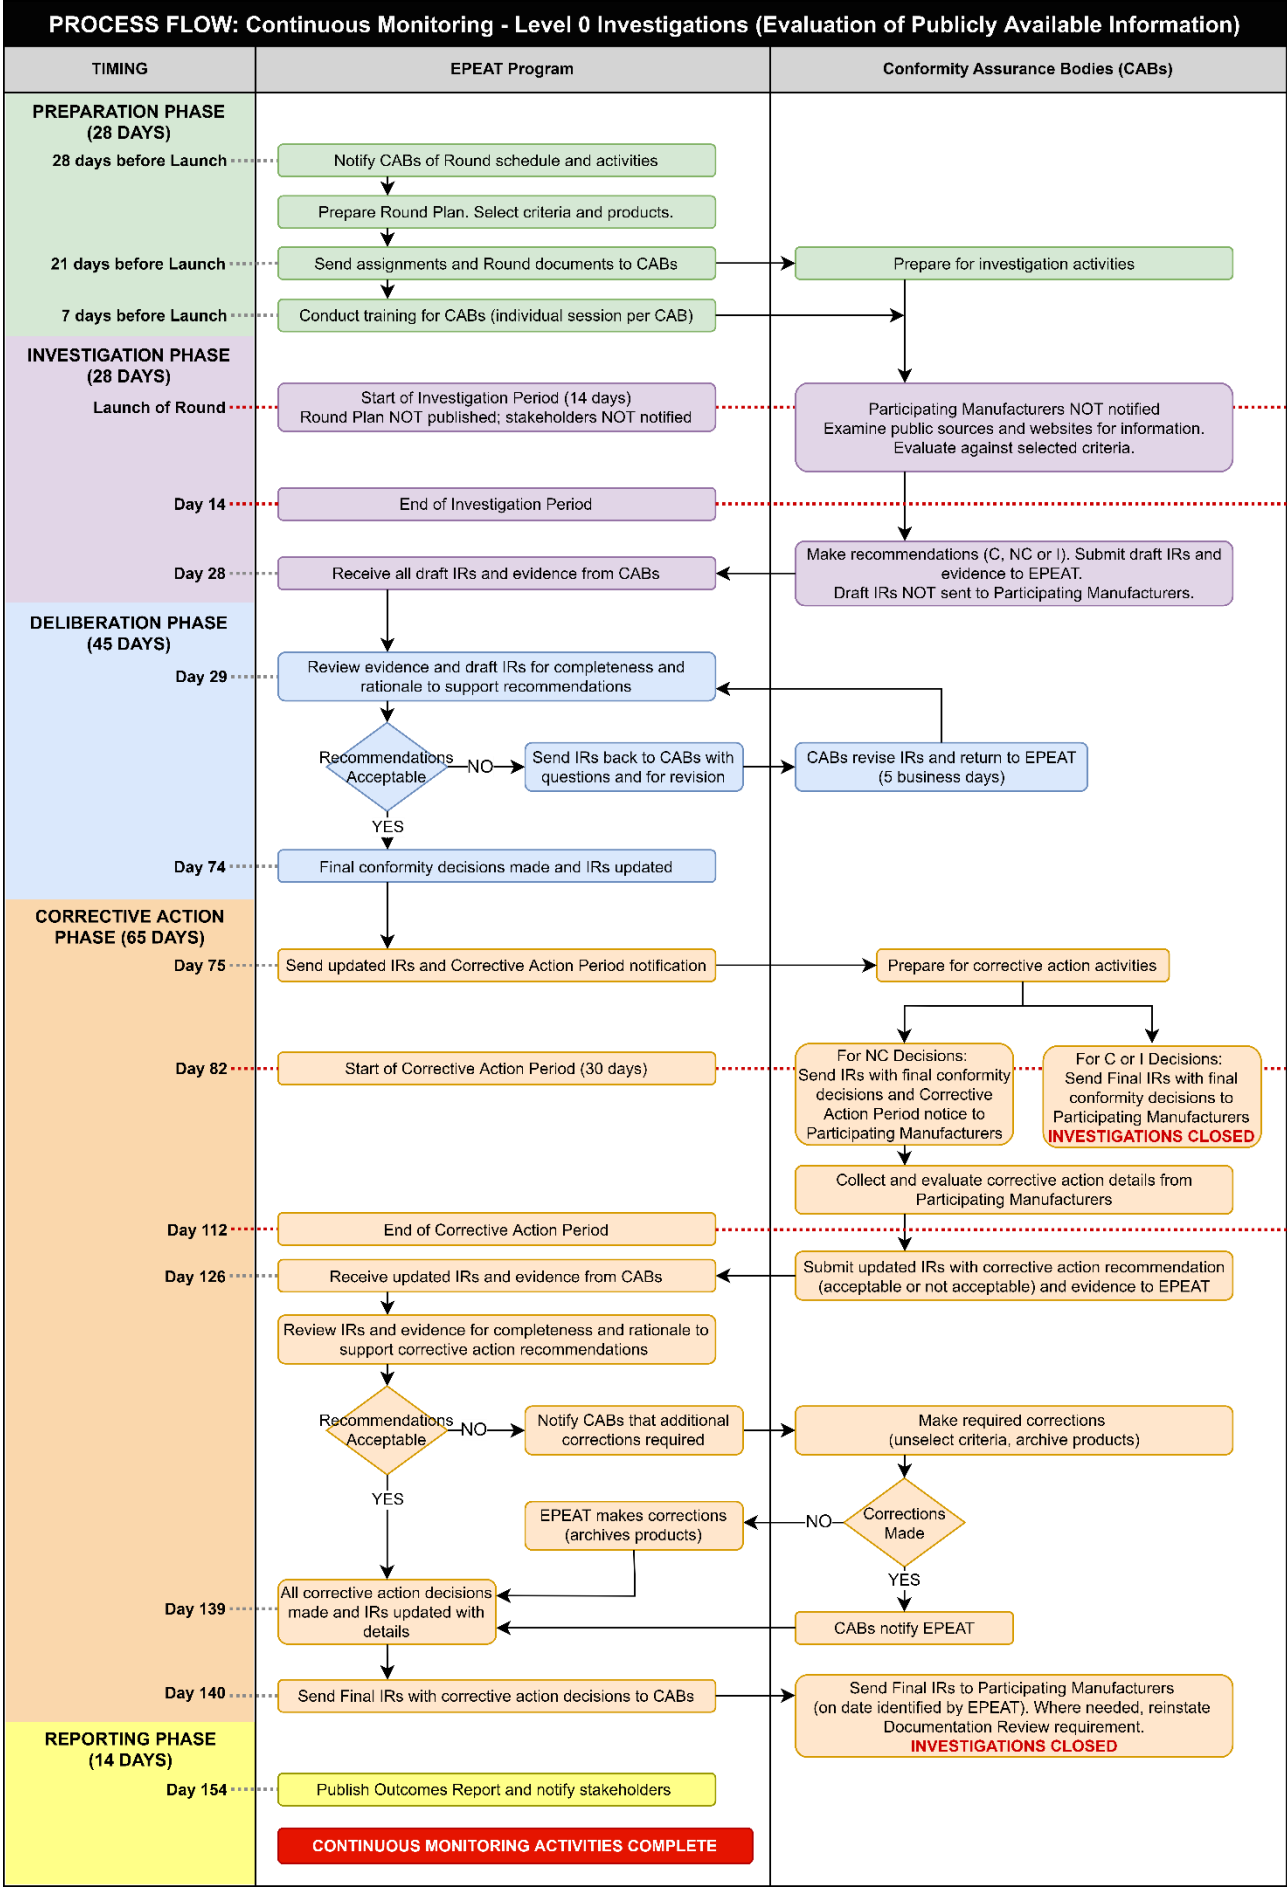 PROCESS FLOW: Continuous Monitoring - Level 0 Investigations (Evaluation of Publicly Available Information)
TIMING
EPEAT Program
Conformity Assurance Bodies (CABs)
PREPARATION PHASE
(28 DAYS)
28 days before Launch
Notify CABs of Round schedule and activities
Prepare Round Plan. Select criteria and products.
21 days before Launch
Send assignments and Round documents to CABs
Prepare for investigation activities
7 days before Launch
Conduct training for CABs (individual session per CAB)
INVESTIGATION PHASE
(28 DAYS)
Launch of Round
Start of Investigation Period (14 days)
Round Plan NOT published; stakeholders NOT notified
Participating Manufacturers NOT notified
Examine public sources and websites for information.
Evaluate against selected criteria.
Day 14
End of Investigation Period
Day 28
Receive all draft IRs and evidence from CABs
Make recommendations (C, NC or I). Submit draft IRs and
evidence to EPEAT.
Draft IRs NOT sent to Participating Manufacturers.
DELIBERATION PHASE
(45 DAYS)
Day 29
Review evidence and draft IRs for completeness and
rationale to support recommendations
Recommendations
Acceptable
NO
Send IRs back to CABs with
questions and for revision
CABs revise IRs and return to EPEAT
(5 business days)
YES
Day 74
Final conformity decisions made and IRs updated
CORRECTIVE ACTION
PHASE (65 DAYS)
Day 75
Send updated IRs and Corrective Action Period notification
Prepare for corrective action activities
Day 82
Start of Corrective Action Period (30 days)
For NC Decisions:
Send IRs with final conformity
decisions and Corrective
Action Period notice to
Participating Manufacturers
For C or I Decisions:
Send Final IRs with final
conformity decisions to
Participating Manufacturers
INVESTIGATIONS CLOSED
Collect and evaluate corrective action details from
Participating Manufacturers
Day 112
End of Corrective Action Period
Day 126
Receive updated IRs and evidence from CABs
Submit updated IRs with corrective action recommendation
(acceptable or not acceptable) and evidence to EPEAT
Review IRs and evidence for completeness and rationale to
support corrective action recommendations
Recommendations
Acceptable
NO
Notify CABs that additional
corrections required
Make required corrections
(unselect criteria, archive products)
YES
EPEAT makes corrections
(archives products)
NO
Corrections
Made
YES
Day 139
All corrective action decisions
made and IRs updated with
details
CABs notify EPEAT
Day 140
Send Final IRs with corrective action decisions to CABs
Send Final IRs to Participating Manufacturers
(on date identified by EPEAT). Where needed, reinstate
Documentation Review requirement.
INVESTIGATIONS CLOSED
REPORTING PHASE
(14 DAYS)
Day 154
Publish Outcomes Report and notify stakeholders
CONTINUOUS MONITORING ACTIVITIES COMPLETE